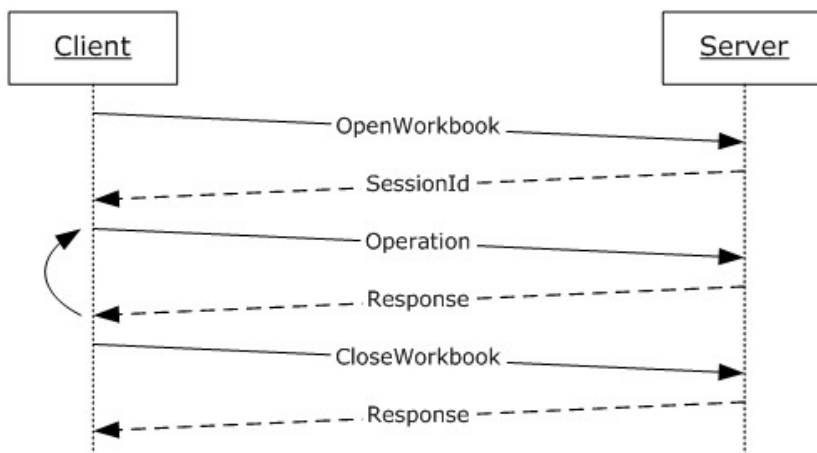 Client
Server
OpenWorkbook
SessionId
Operation
Response
CloseWorkbook
Response